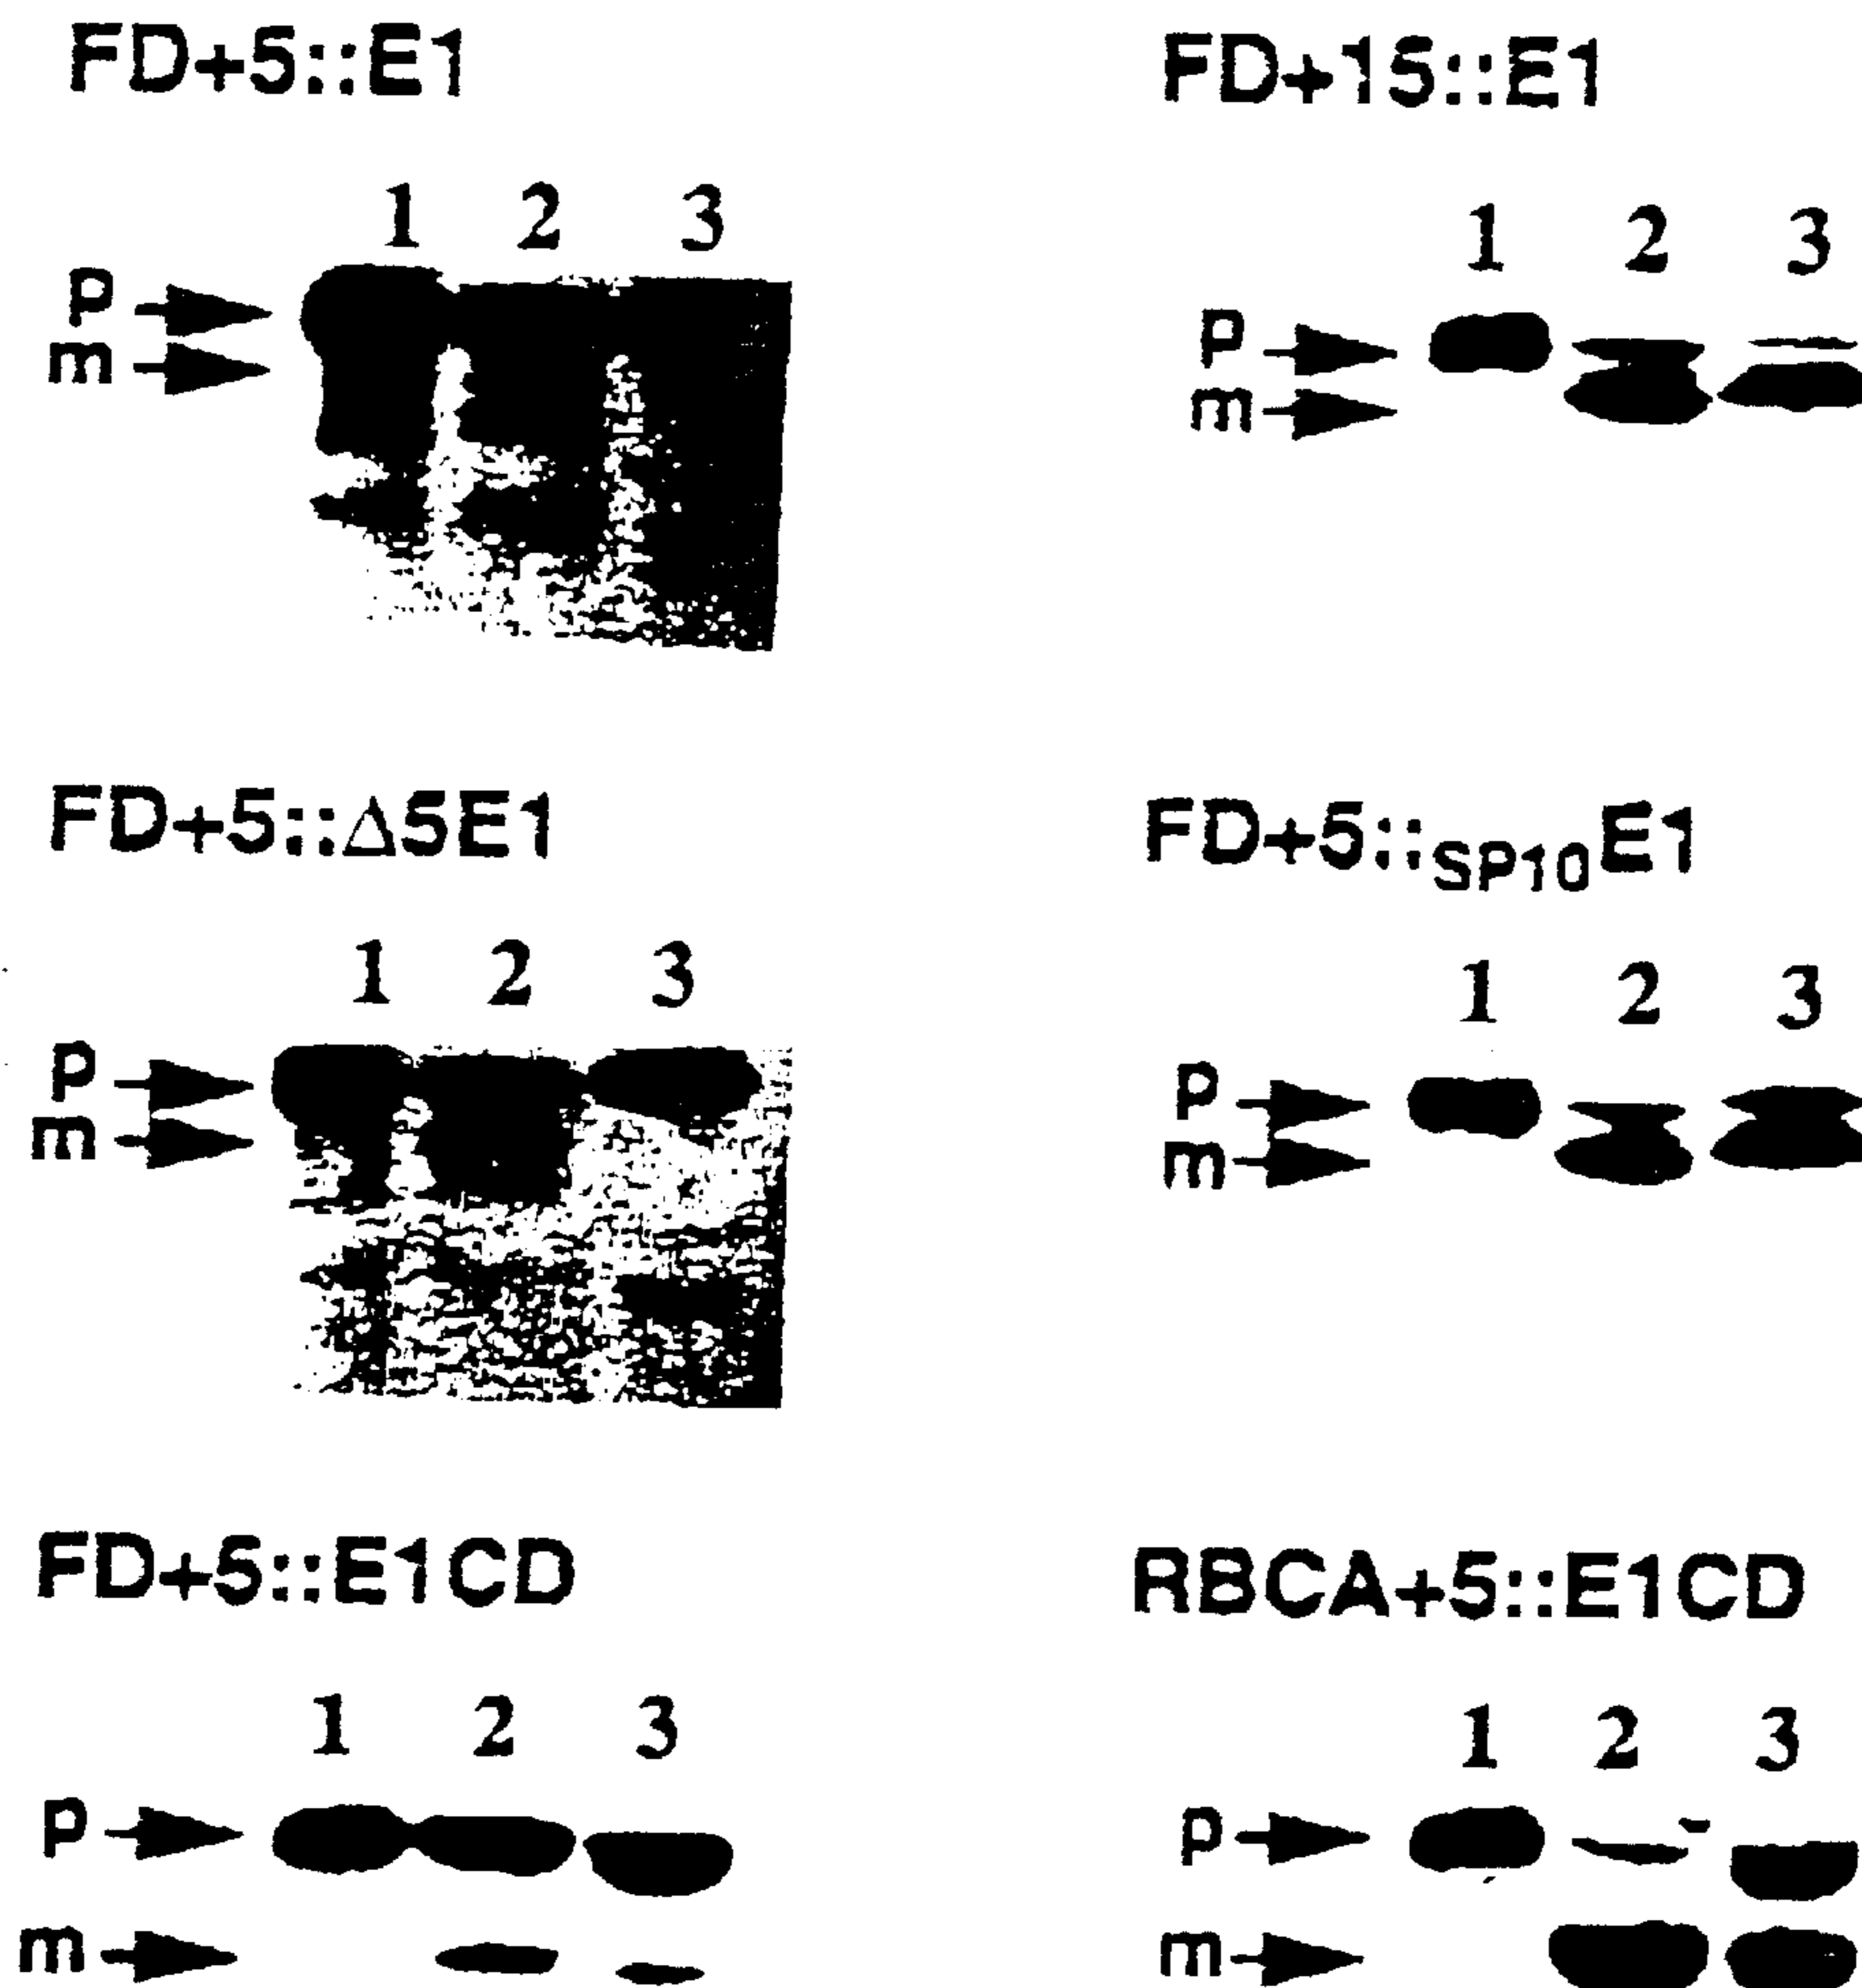 FD+5::E1
1 2 3
P
m
FD+15::E1
1 2 3
P
m
FD+5::Δ5E1
1 2 3
P
m
FD+5::SP10E1
1 2 3
P
m
FD+5::E1CD
1 2 3
P
m
RBCA+5::E1CD
1 2 3
P
m